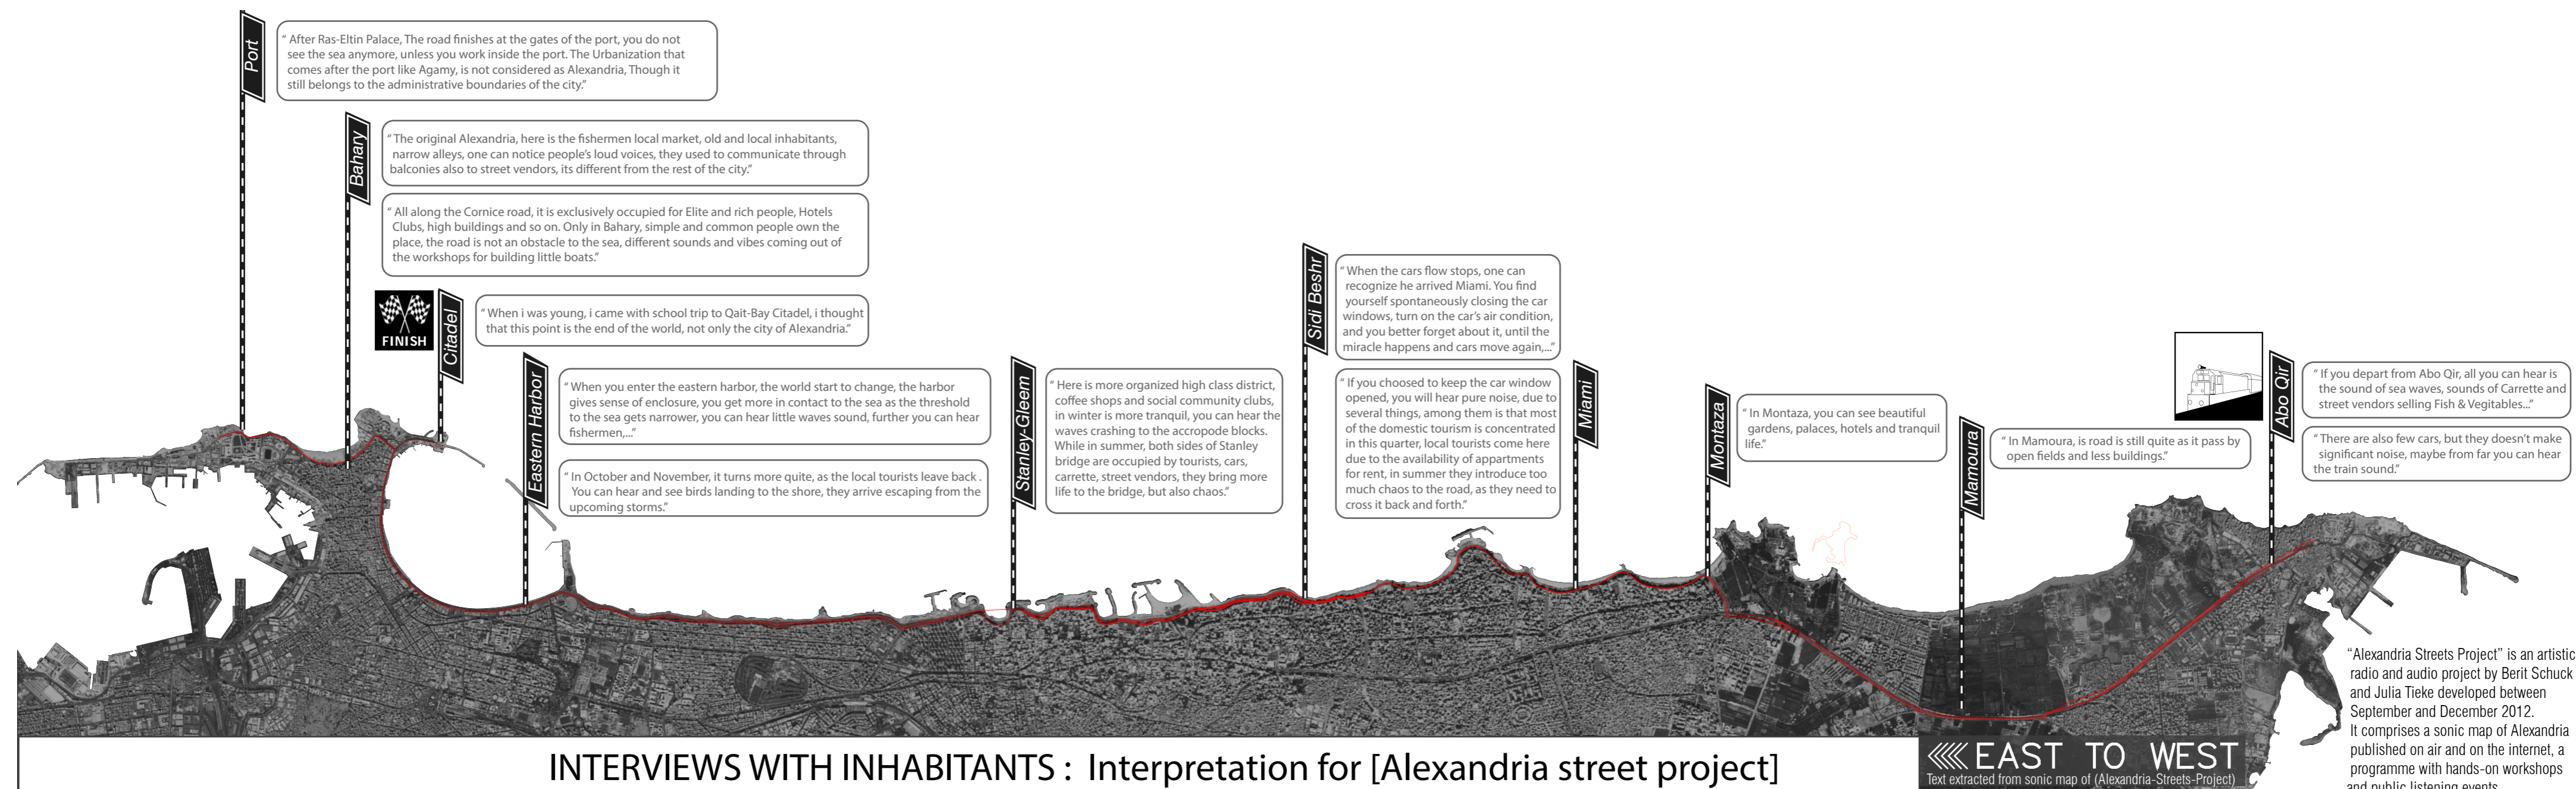 Port
“ After Ras-Eltin Palace, The road finishes at the gates of the port, you do not
see the sea anymore, unless you work inside the port. The Urbanization that
comes after the port like Agamy, is not considered as Alexandria, Though it
still belongs to the administrative boundaries of the city.”
Bahary
“ The original Alexandria, here is the fishermen local market, old and local inhabitants,
narrow alleys, one can notice people’s loud voices, they used to communicate through
balconies also to street vendors, its different from the rest of the city.”
“ All along the Cornice road, it is exclusively occupied for Elite and rich people, Hotels
Clubs, high buildings and so on. Only in Bahary, simple and common people own the
place, the road is not an obstacle to the sea, different sounds and vibes coming out of
the workshops for building little boats.”
FINISH
Citadel
“ When i was young, i came with school trip to Qait-Bay Citadel, i thought
that this point is the end of the world, not only the city of Alexandria.”
Eastern Harbor
“ When you enter the eastern harbor, the world start to change, the harbor
gives sense of enclosure, you get more in contact to the sea as the threshold
to the sea gets narrower, you can hear little waves sound, further you can hear
fishermen,...”
“ In October and November, it turns more quite, as the local tourists leave back .
You can hear and see birds landing to the shore, they arrive escaping from the
upcoming storms.”
Stanley-Gleem
“ Here is more organized high class district,
coffee shops and social community clubs,
in winter is more tranquil, you can hear the
waves crashing to the accropode blocks.
While in summer, both sides of Stanley
bridge are occupied by tourists, cars,
carrette, street vendors, they bring more
life to the bridge, but also chaos.”
Sidi Beshr
“ When the cars flow stops, one can
recognize he arrived Miami. You find
yourself spontaneously closing the car
windows, turn on the car’s air condition,
and you better forget about it, until the
miracle happens and cars move again,...”
“ If you choosed to keep the car window
opened, you will hear pure noise, due to
several things, among them is that most
of the domestic tourism is concentrated
in this quarter, local tourists come here
due to the availability of appartments
for rent, in summer they introduce too
much chaos to the road, as they need to
cross it back and forth.”
Miami
Montaza
“ In Montaza, you can see beautiful
gardens, palaces, hotels and tranquil
life.”
Mamoura
“ In Mamoura, is road is still quite as it pass by
open fields and less buildings.”
Abo Qir
“ If you depart from Abo Qir, all you can hear is
the sound of sea waves, sounds of Carrette and
street vendors selling Fish & Vegitables...”
“ There are also few cars, but they doesn’t make
significant noise, maybe from far you can hear
the train sound.”
INTERVIEWS WITH INHABITANTS : Interpretation for [Alexandria street project]
EAST TO WEST
Text extracted from sonic map of (Alexandria-Streets-Project)
“Alexandria Streets Project” is an artistic
radio and audio project by Berit Schuck
and Julia Tieke developed between
September and December 2012.
It comprises a sonic map of Alexandria
published on air and on the internet, a
programme with hands-on workshops
and public listening events